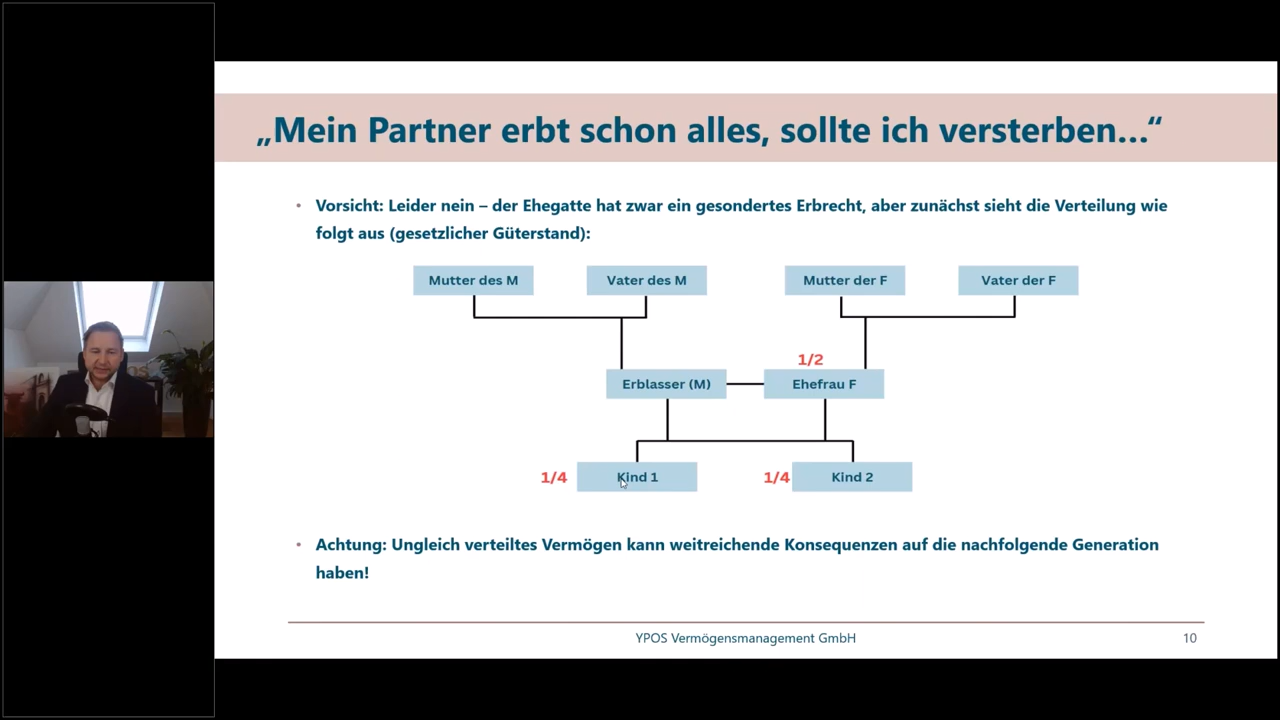 „Mein Partner erbt schon alles, sollte ich versterben…“
• Vorsicht: Leider nein – der Ehegatte hat zwar ein gesondertes Erbrecht, aber zunächst sieht die Verteilung wie
folgt aus (gesetzlicher Güterstand):
Mutter des M
Vater des M
Mutter der F
Vater der F
1/2
Erblasser (M)
Ehefrau F
1/4
Kind 1
1/4
Kind 2
• Achtung: Ungleich verteiltes Vermögen kann weitreichende Konsequenzen auf die nachfolgende Generation
haben!
YPOS Vermögensmanagement GmbH
10